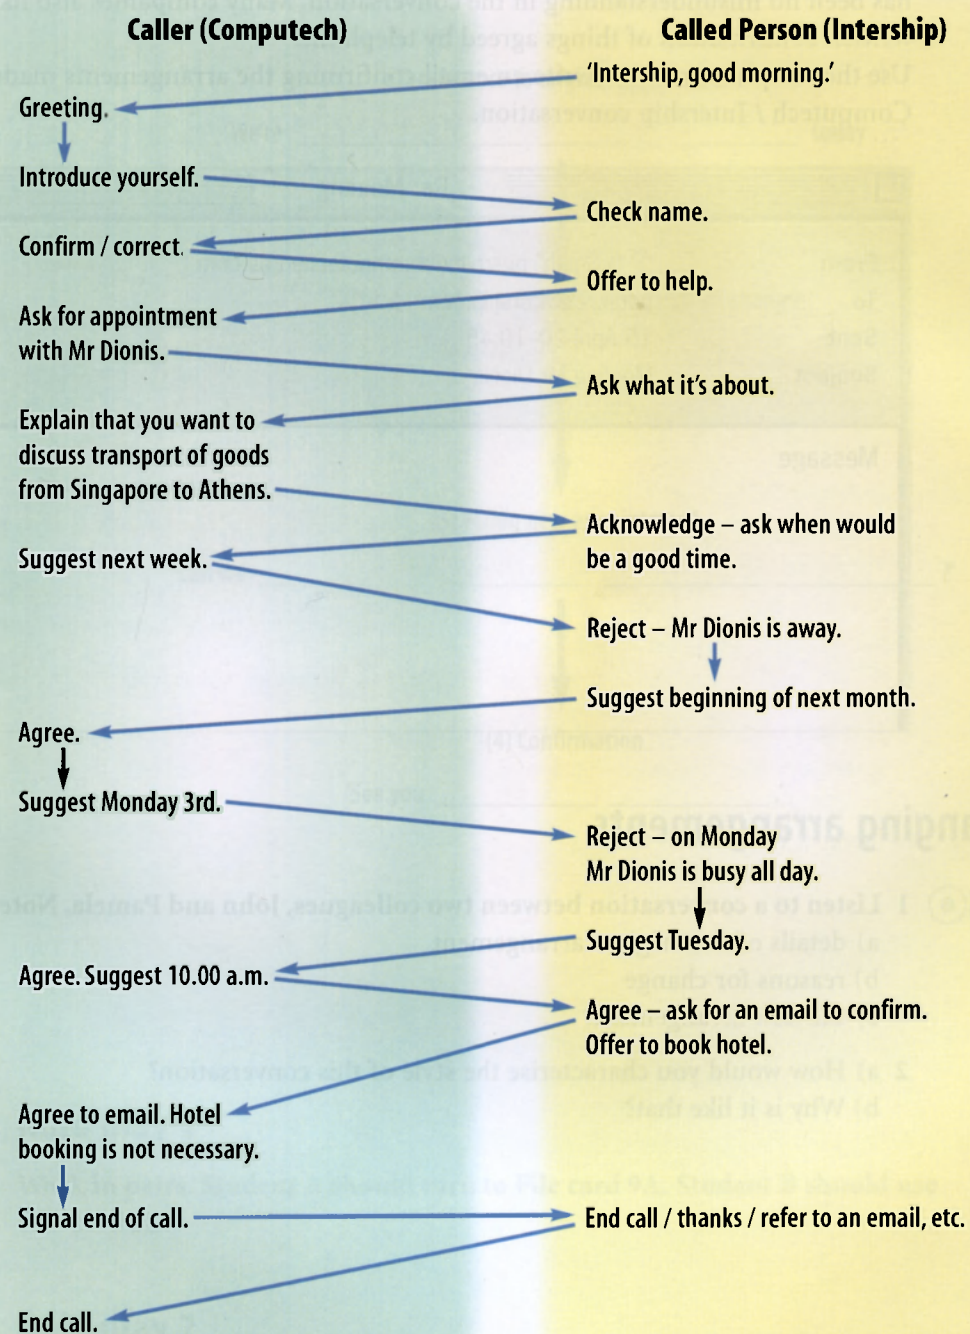 Caller (Computech)
Called Person (Intership)
'Intership, good morning.'
Greeting.
Introduce yourself.
Check name.
Confirm / correct.
Offer to help.
Ask for appointment
with Mr Dionis.
Ask what it's about.
Explain that you want to
discuss transport of goods
from Singapore to Athens.
Acknowledge – ask when would
be a good time.
Suggest next week.
Reject – Mr Dionis is away.
Suggest beginning of next month.
Agree.
Suggest Monday 3rd.
Reject – on Monday
Mr Dionis is busy all day.
Suggest Tuesday.
Agree. Suggest 10.00 a.m.
Agree – ask for an email to confirm.
Offer to book hotel.
Agree to email. Hotel
booking is not necessary.
Signal end of call.
End call / thanks / refer to an email, etc.
End call.